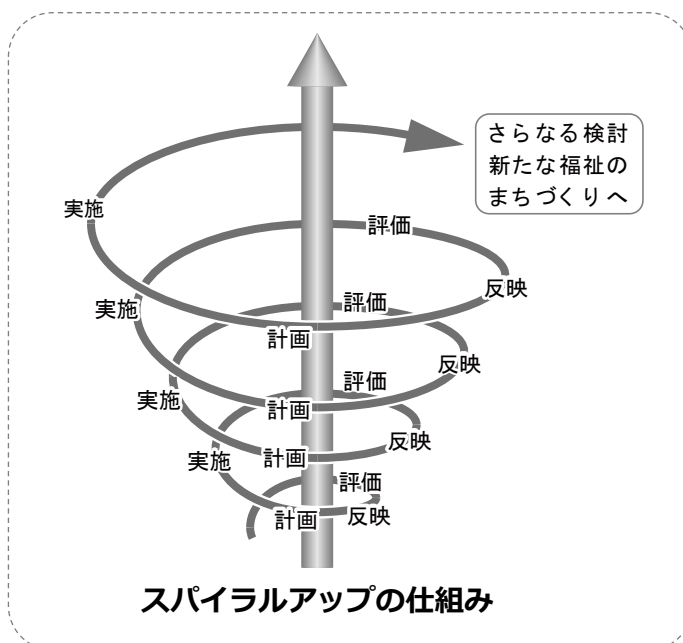 さらなる検討
新たな福祉の
まちづくりへ
実施
評価
反映
計画
実施
評価
反映
計画
実施
評価
反映
計画
実施
評価
反映
計画
スパイラルアップの仕組み